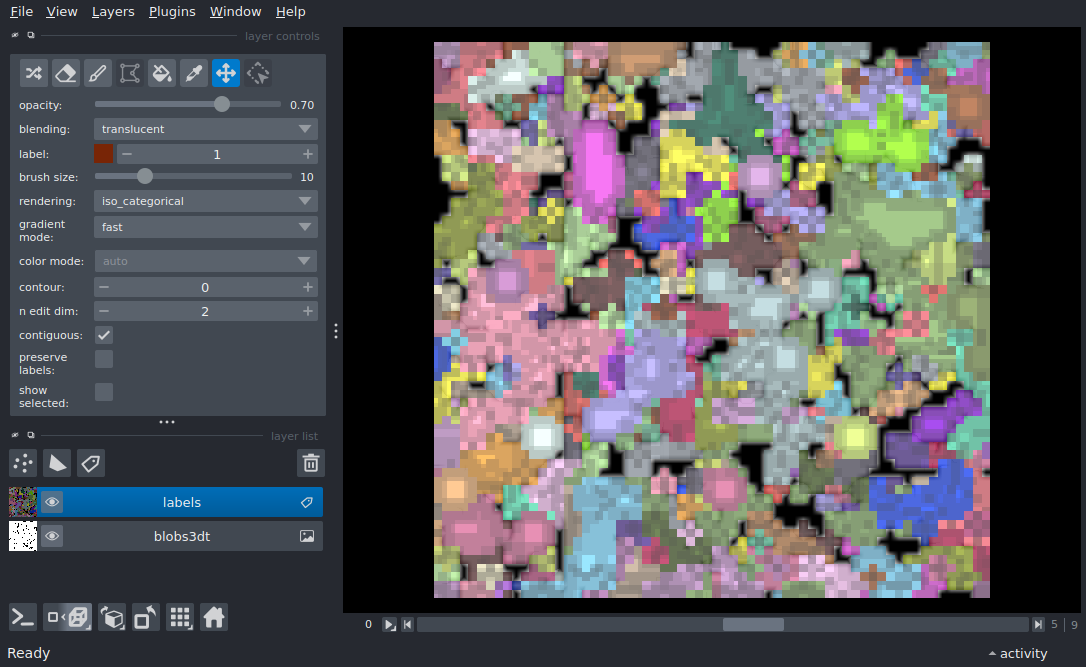 File View Layers Plugins Window Help
layer controls
opacity: 0.70
blending: translucent
label: 1
brush size: 10
rendering: iso_categorical
gradient
mode: fast
color mode: auto
contour: 0
n edit dim: 2
contiguous:
preserve
labels:
show
selected:
layer list
labels
blobs3dt
0 5 | 9
Ready activity